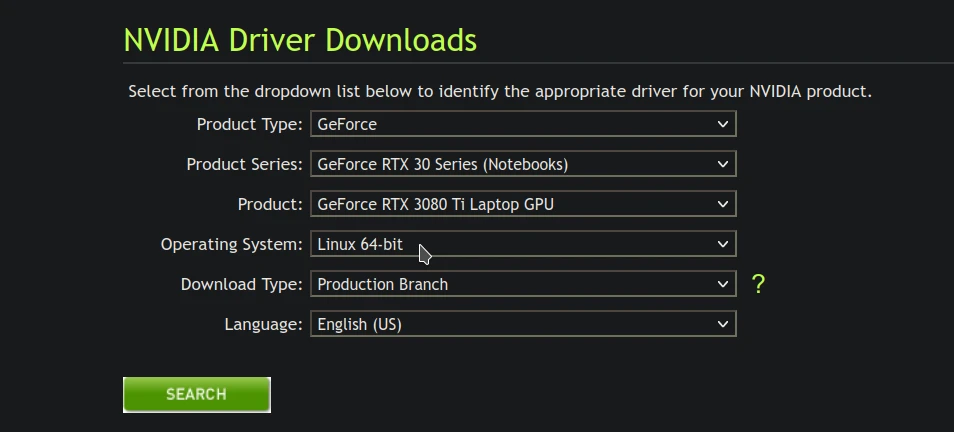 NVIDIA Driver Downloads
Select from the dropdown list below to identify the appropriate driver for your NVIDIA product.
Product Type: GeForce
Product Series: GeForce RTX 30 Series (Notebooks)
Product: GeForce RTX 3080 Ti Laptop GPU
Operating System: Linux 64-bit
Download Type: Production Branch ?
Language: English (US)
SEARCH